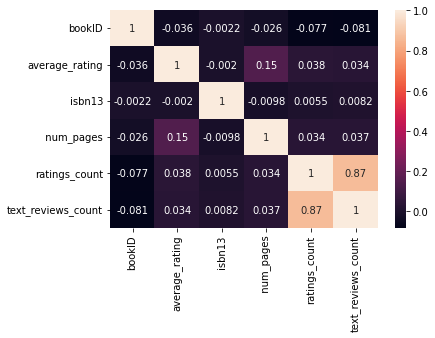 bookID 1 -0.036 -0.0022 -0.026 -0.077 -0.081
average_rating -0.036 1 -0.002 0.15 0.038 0.034
isbn13 -0.0022 -0.002 1 -0.0098 0.0055 0.0082
num_pages -0.026 0.15 -0.0098 1 0.034 0.037
ratings_count -0.077 0.038 0.0055 0.034 1 0.87
text_reviews_count -0.081 0.034 0.0082 0.037 0.87 1
bookID
average_rating
isbn13
num_pages
ratings_count
text_reviews_count
1.0
0.8
0.6
0.4
0.2
0.0